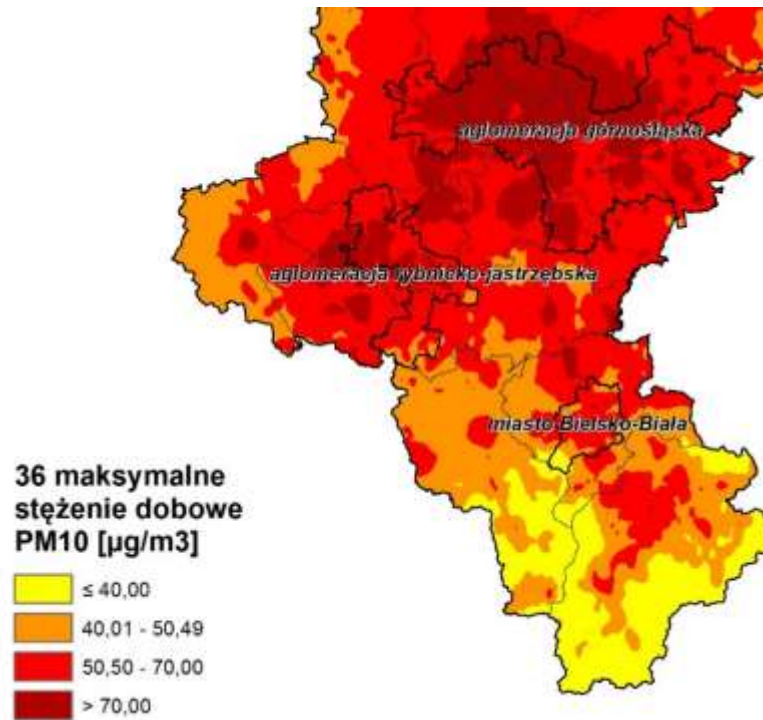 aglomeracja górnośląska
aglomeracja rybnicko-jastrzębska
miasto Bielsko-Biała
36 maksymalne
stężenie dobowe
PM10 [µg/m3]
≤ 40,00
40,01 - 50,49
50,50 - 70,00
> 70,00